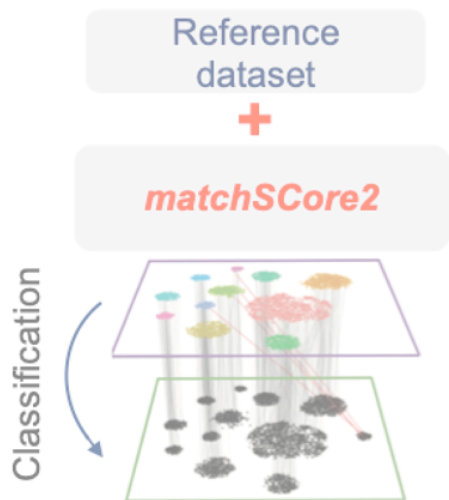 Reference
dataset
+
matchSCore2
Classification